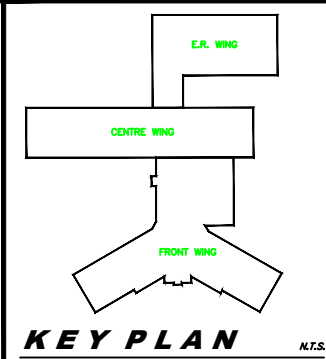 E.R. WING
CENTRE WING
FRONT WING
KEY PLAN N.T.S.